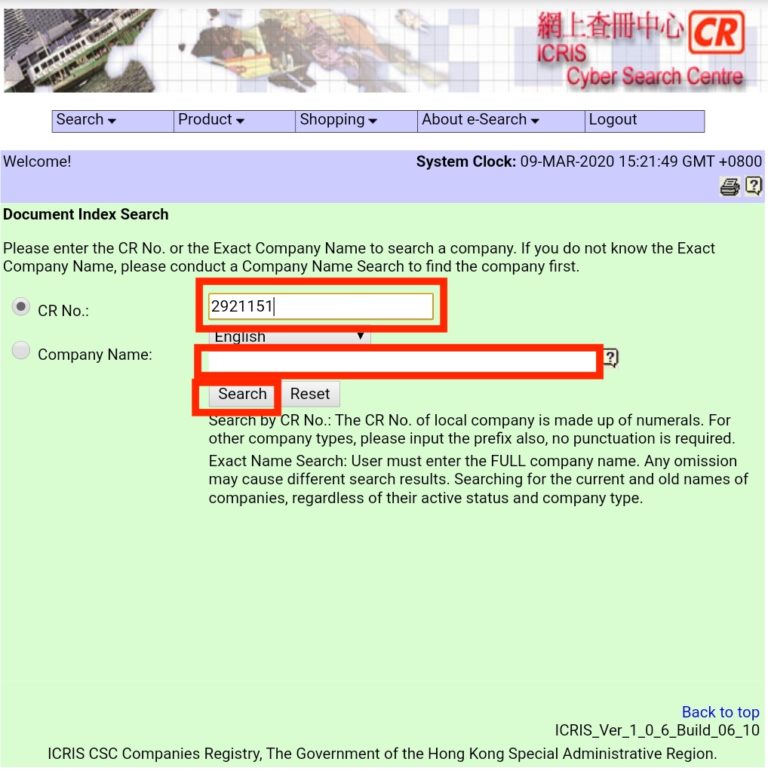 網上查冊中心 CR
ICRIS
Cyber Search Centre
Search Product Shopping About e-Search Logout
Welcome! System Clock: 09-MAR-2020 15:21:49 GMT +0800
Document Index Search
Please enter the CR No. or the Exact Company Name to search a company. If you do not know the Exact
Company Name, please conduct a Company Name Search to find the company first.
CR No.: 2921151
English
Company Name:
Search Reset
Search by CR No.: The CR No. of local company is made up of numerals. For
other company types, please input the prefix also, no punctuation is required.
Exact Name Search: User must enter the FULL company name. Any omission
may cause different search results. Searching for the current and old names of
companies, regardless of their active status and company type.
Back to top
ICRIS_Ver_1_0_6_Build_06_10
ICRIS CSC Companies Registry, The Government of the Hong Kong Special Administrative Region.